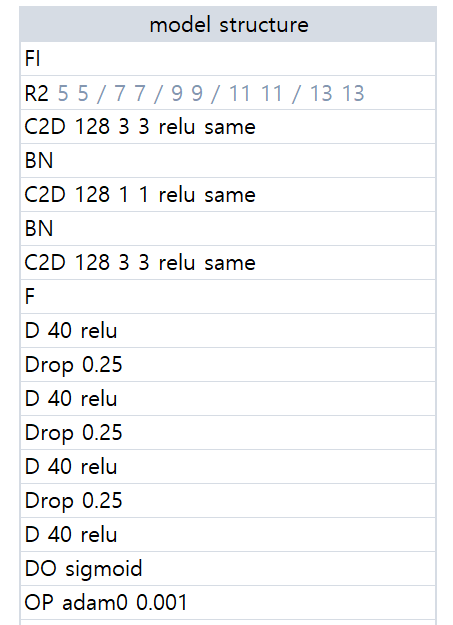 model structure
FI
R2 5 5 / 7 7 / 9 9 / 11 11 / 13 13
C2D 128 3 3 relu same
BN
C2D 128 1 1 relu same
BN
C2D 128 3 3 relu same
F
D 40 relu
Drop 0.25
D 40 relu
Drop 0.25
D 40 relu
Drop 0.25
D 40 relu
DO sigmoid
OP adam0 0.001